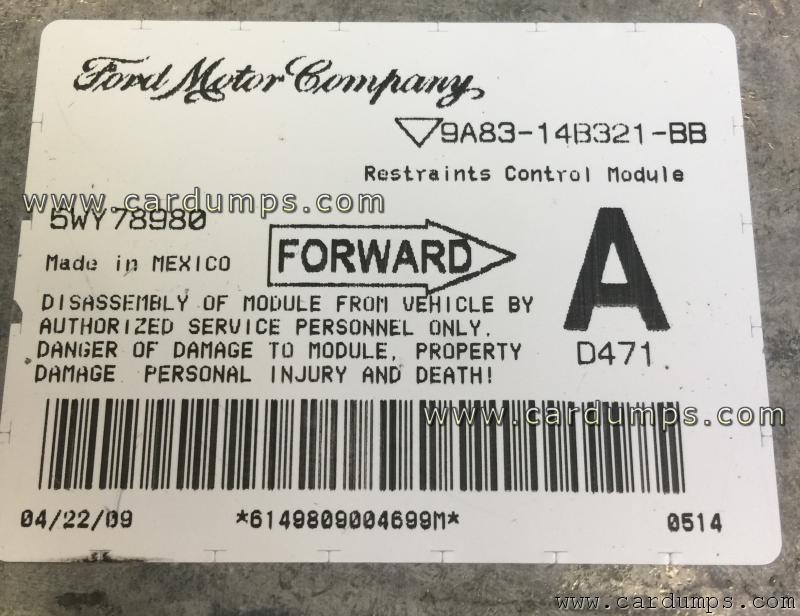 Ford Motor Company
9A83-14B321-BB
Restraints Control Module
www.cardumps.com
5WY78980
FORWARD
A
Made in MEXICO
DISASSEMBLY OF MODULE FROM VEHICLE BY
AUTHORIZED SERVICE PERSONNEL ONLY.
DANGER OF DAMAGE TO MODULE, PROPERTY
D471
DAMAGE PERSONAL INJURY AND DEATH!
www.cardumps.com
04/22/09 *6149809004699M* 0514
www.cardumps.com